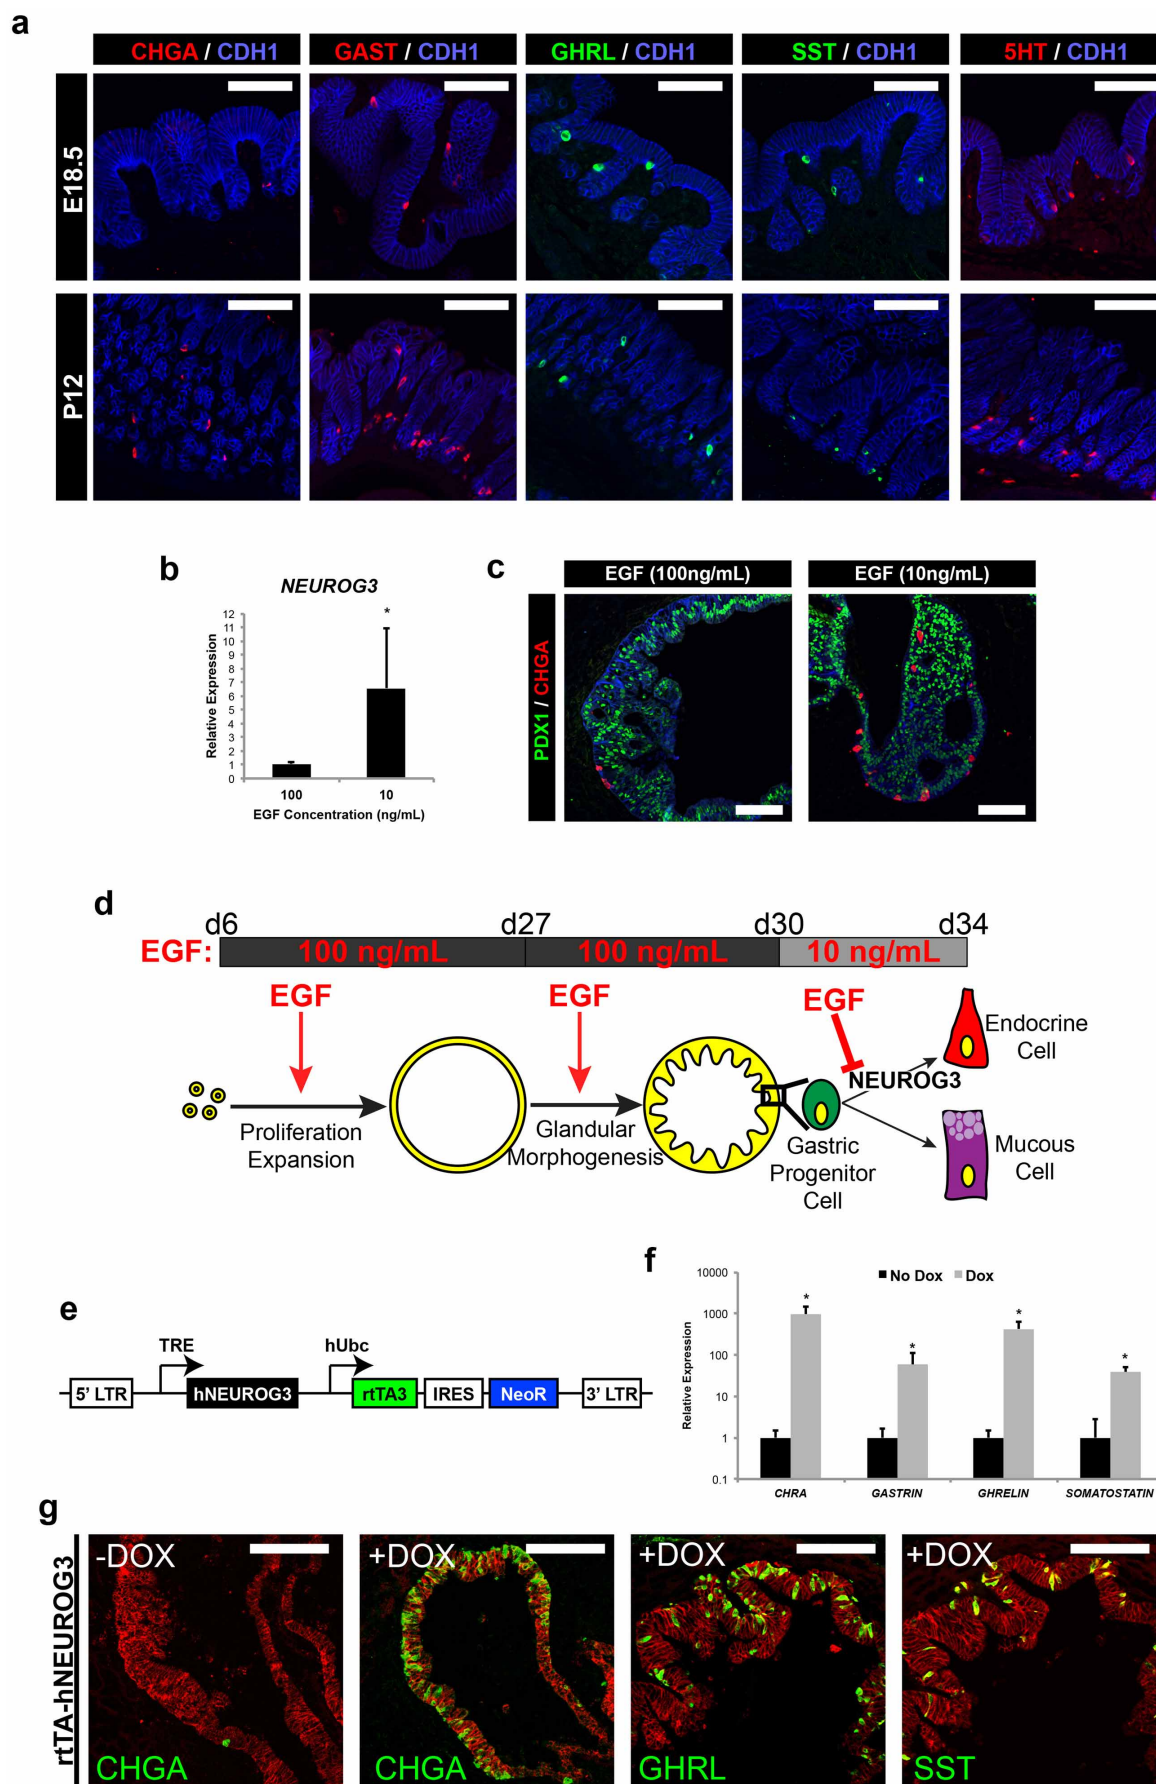 a
CHGA / CDH1
GAST / CDH1
GHRL / CDH1
SST / CDH1
5HT / CDH1
E18.5
P12
b
NEUROG3
Relative Expression
12
11
10
9
8
7
6
5
4
3
2
1
0
*
100
10
EGF Concentration (ng/mL)
c
EGF (100ng/mL)
EGF (10ng/mL)
PDX1 / CHGA
d
d6
d27
d30
d34
EGF:
100 ng/mL
100 ng/mL
10 ng/mL
EGF
EGF
EGF
Proliferation
Expansion
Glandular
Morphogenesis
Gastric
Progenitor
Cell
NEUROG3
Endocrine
Cell
Mucous
Cell
e
TRE
hUbc
5' LTR
hNEUROG3
rtTA3
IRES
NeoR
3' LTR
f
No Dox
Dox
Relative Expression
10000
1000
100
10
1
0.1
*
*
*
*
CHRA
GASTRIN
GHRELIN
SOMATOSTATIN
g
rtTA-hNEUROG3
-DOX
CHGA
+DOX
CHGA
+DOX
GHRL
+DOX
SST